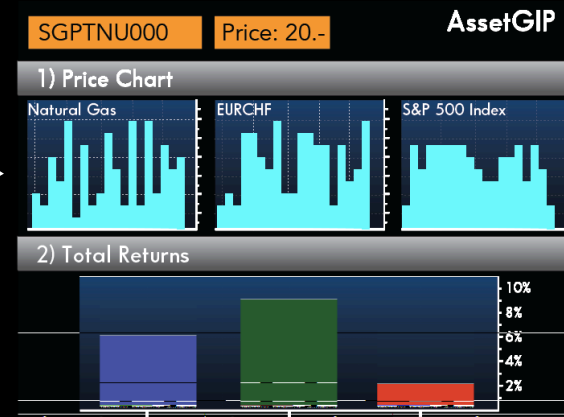 SGPTNU000 Price: 20.- AssetGIP
1) Price Chart
Natural Gas EURCHF S&P 500 Index
2) Total Returns
10%
8%
6%
4%
2%